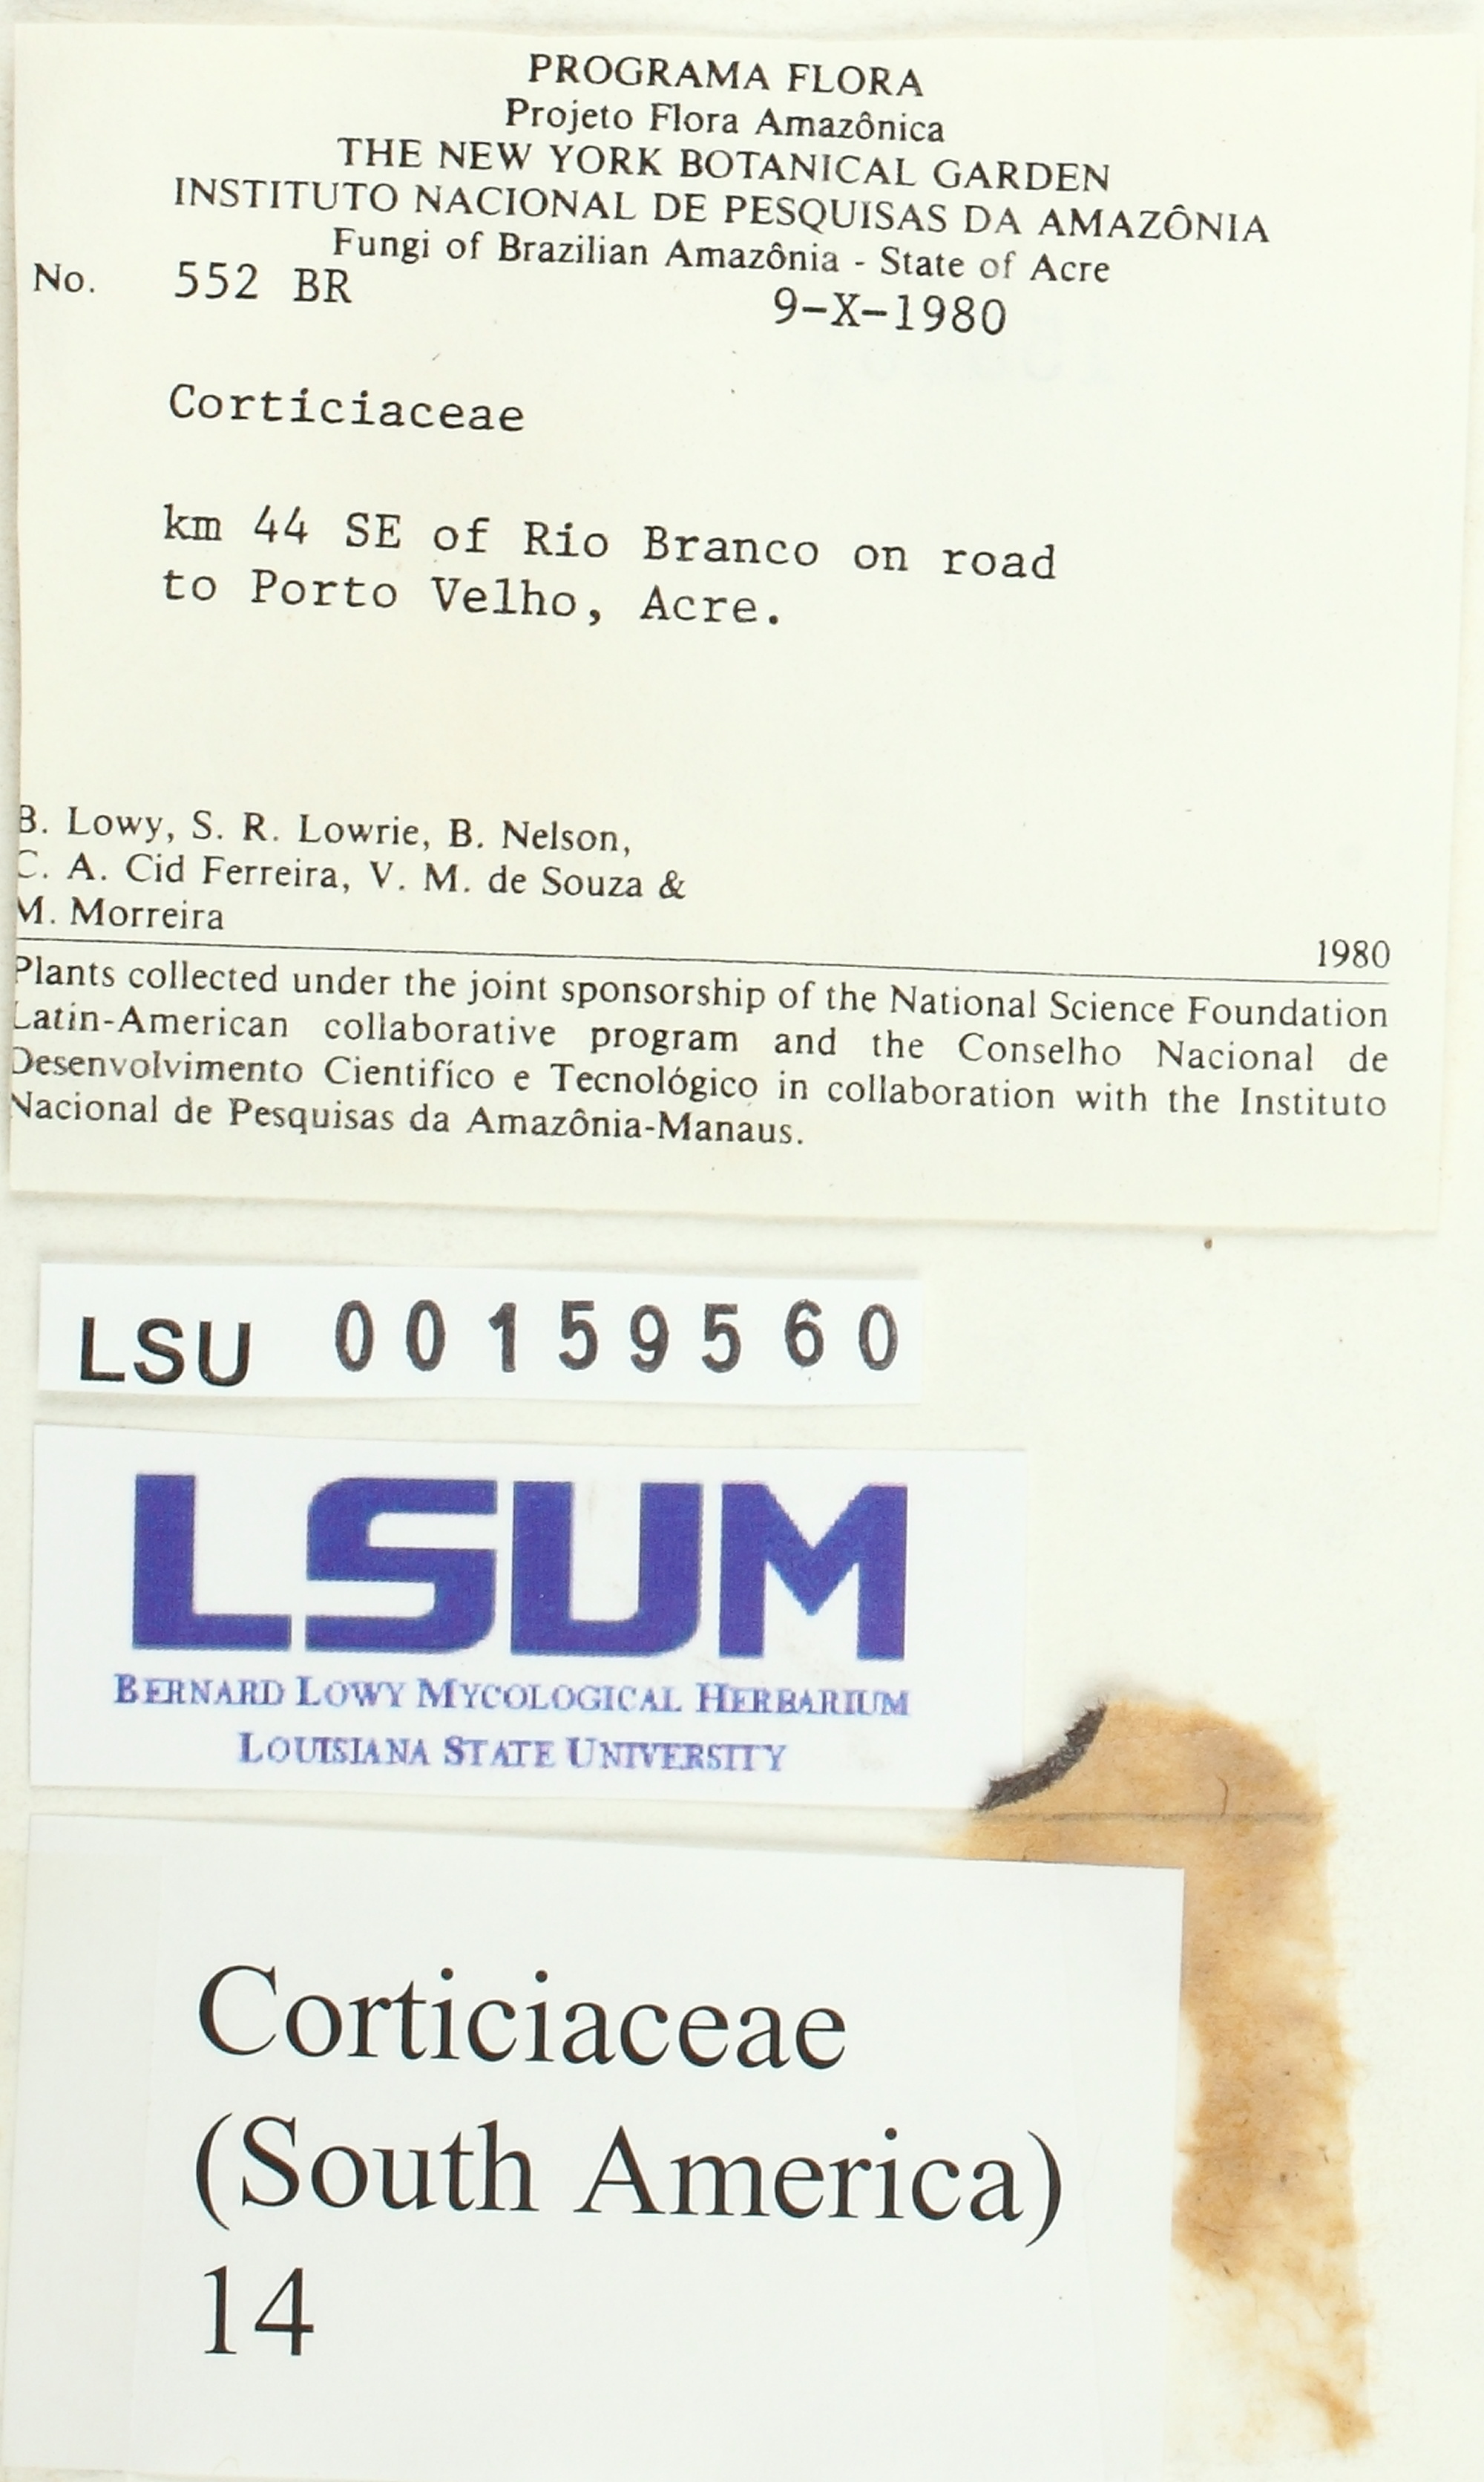 PROGRAMA FLORA
Projeto Flora Amazônica
THE NEW YORK BOTANICAL GARDEN
INSTITUTO NACIONAL DE PESQUISAS DA AMAZÔNIA
Fungi of Brazilian Amazônia - State of Acre
No. 552 BR 9-X-1980
Corticiaceae
km 44 SE of Rio Branco on road
to Porto Velho, Acre.
B. Lowy, S. R. Lowrie, B. Nelson,
C. A. Cid Ferreira, V. M. de Souza &
M. Morreira
1980
Plants collected under the joint sponsorship of the National Science Foundation
Latin-American collaborative program and the Conselho Nacional de
Desenvolvimento Cientifíco e Tecnológico in collaboration with the Instituto
Nacional de Pesquisas da Amazônia-Manaus.
LSU 00159560
LSUM
BERNARD LOWY MYCOLOGICAL HERBARIUM
LOUISIANA STATE UNIVERSITY
Corticiaceae
(South America)
14